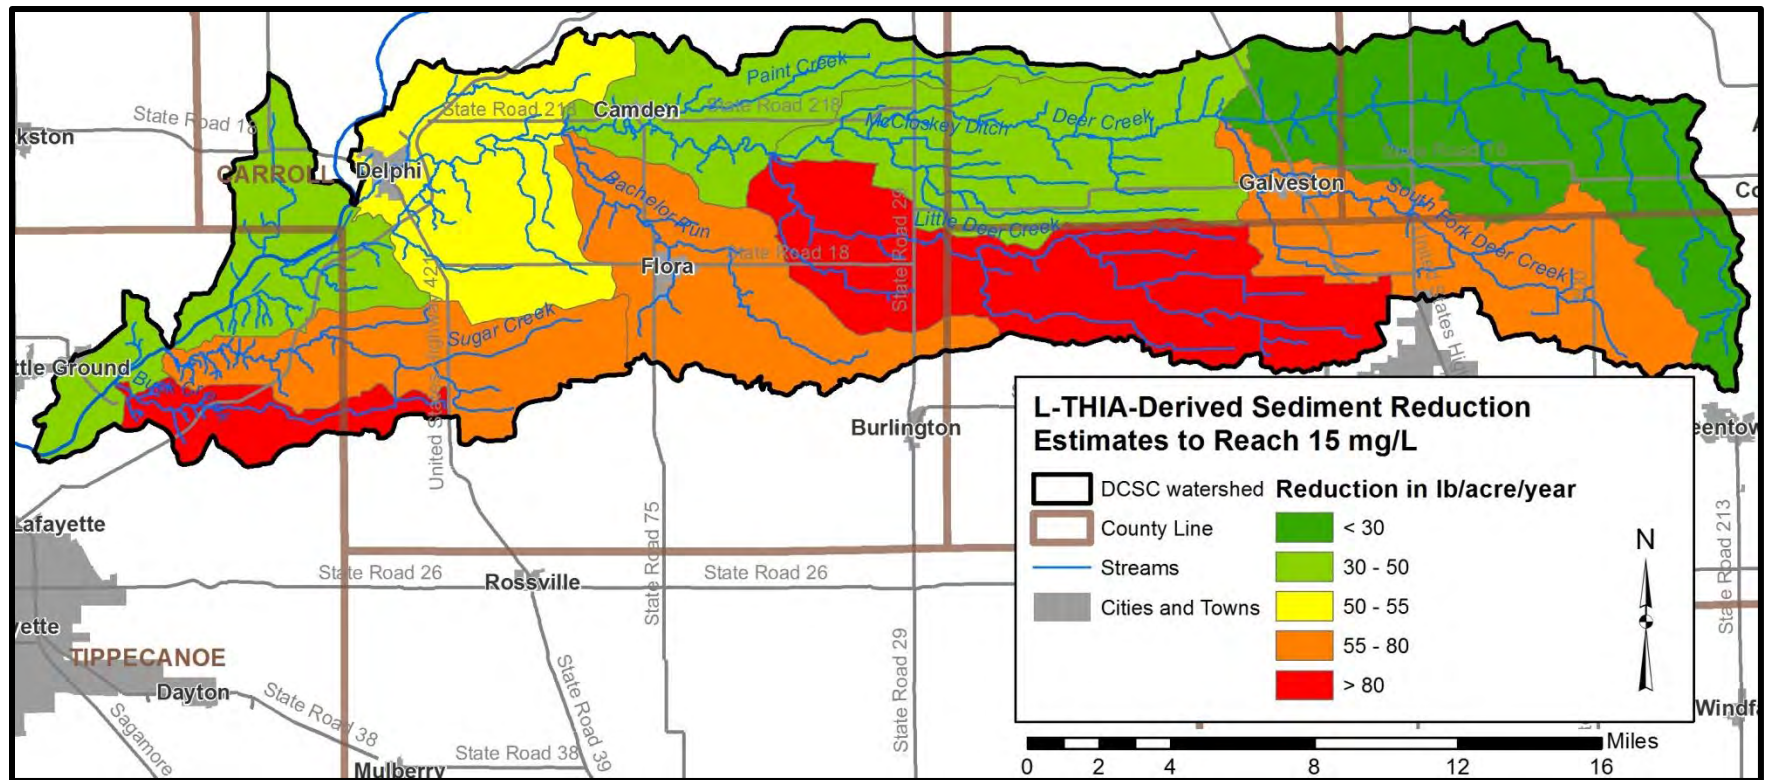 Paint Creek
State Road 218
Camden
State Road 218
State Road 18
McCloskey Ditch
Deer Creek
kston
CARROLL
Delphi
Galveston
South Fork Deer Creek
Co
Bachelor Run
State Road 29
Little Deer Creek
State Road 18
Flora
United States Highway 421
Sugar Creek
United States High
ttle Ground
Burlington
eentow
L-THIA-Derived Sediment Reduction
Estimates to Reach 15 mg/L
DCSC watershed
Reduction in lb/acre/year
County Line
< 30
Streams
30 - 50
Cities and Towns
50 - 55
55 - 80
> 80
N
State Road 213
Lafayette
State Road 75
State Road 26
Rossville
State Road 26
yette
TIPPECANOE
Dayton
State Road 38
State Road 29
Windfa
Sagamore
State Road 39
State Road 38
Mulberry
Miles
0 2 4 8 12 16